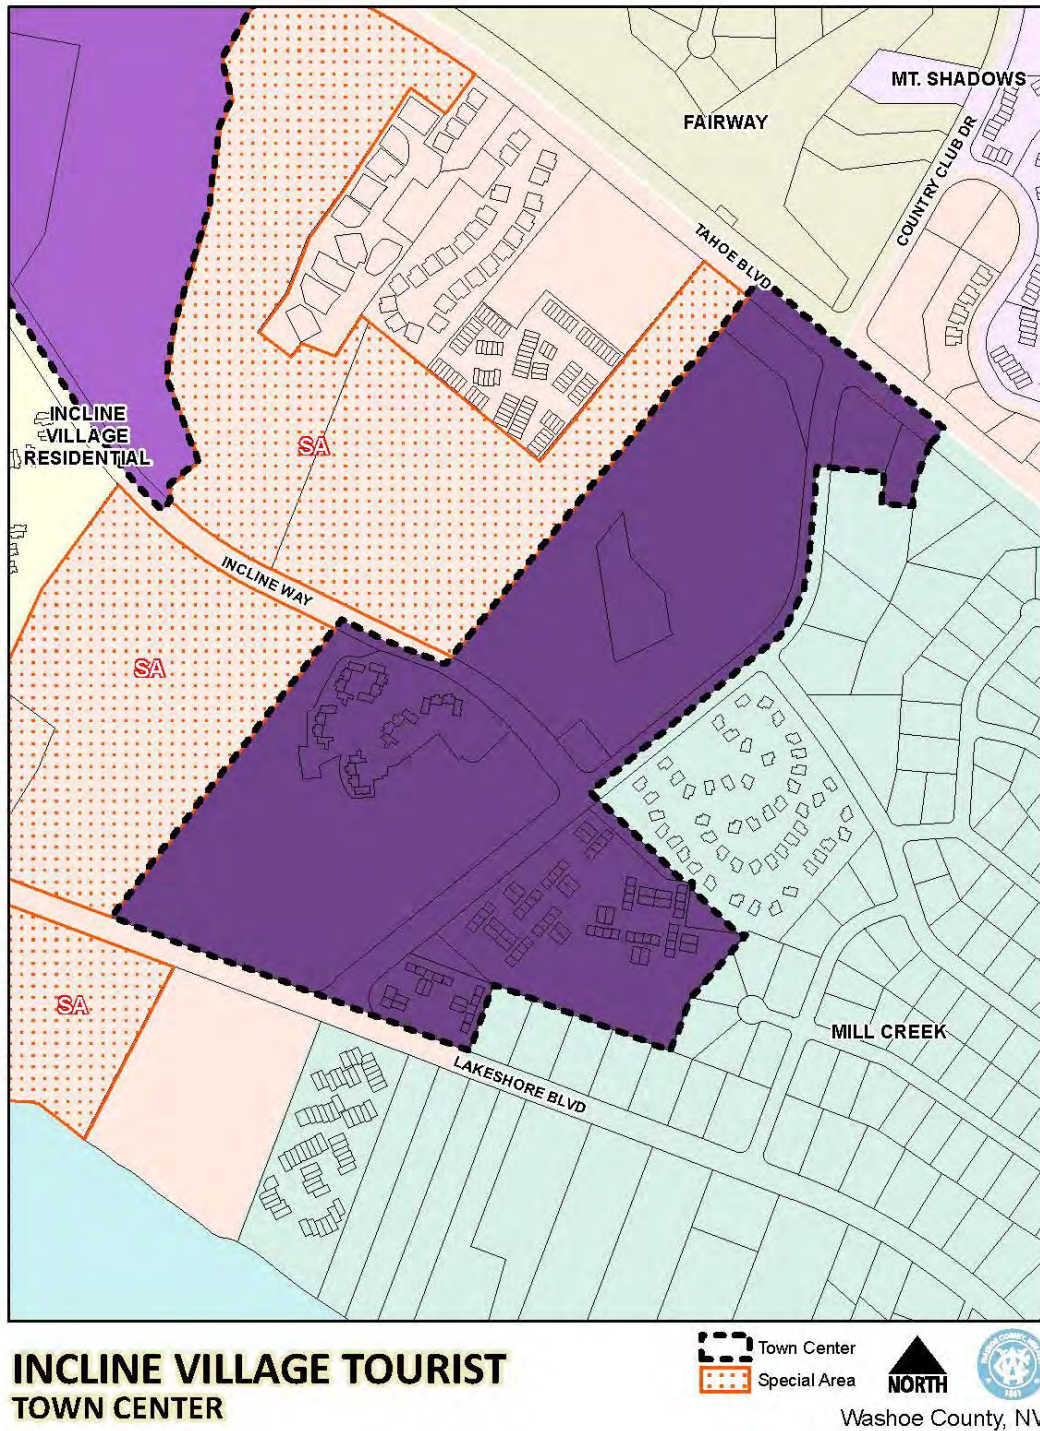 MT. SHADOWS
FAIRWAY
COUNTRY CLUB DR
TAHOE BLVD
INCLINE
VILLAGE
RESIDENTIAL
SA
INCLINE WAY
SA
SA
MILL CREEK
LAKESHORE BLVD
INCLINE VILLAGE TOURIST
TOWN CENTER
Town Center
Special Area
NORTH
1861
Washoe County, NV